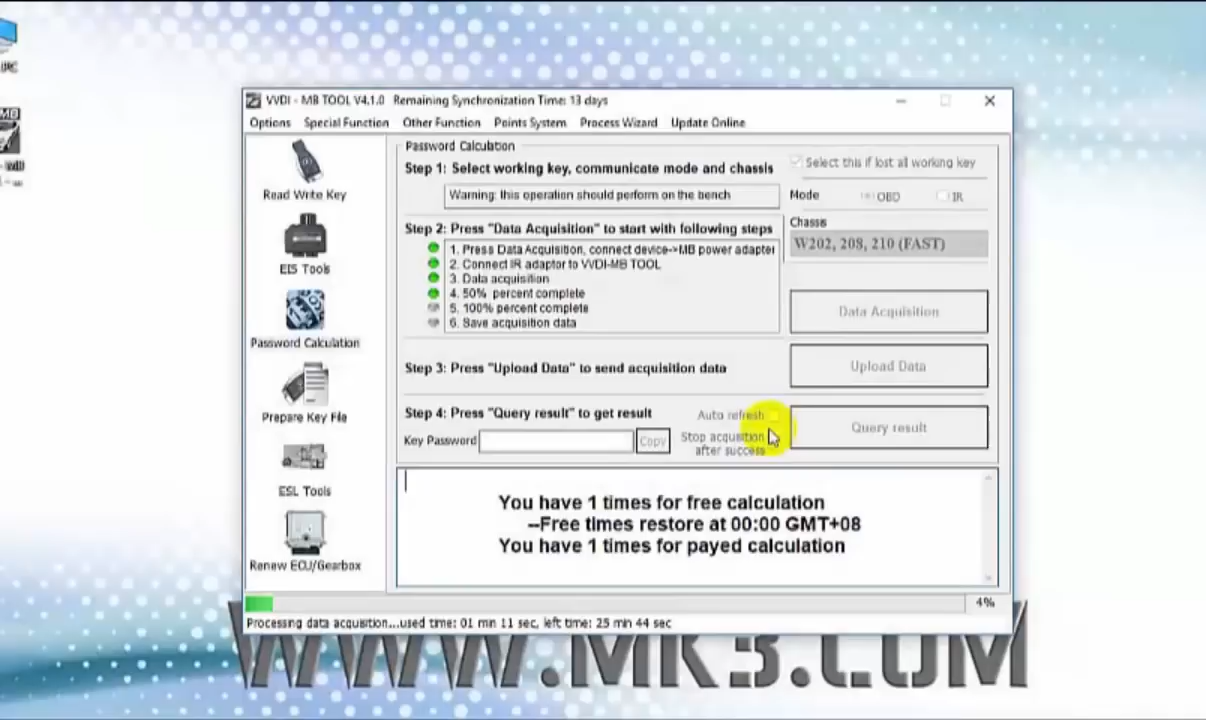 VVDI - MB TOOL V4.1.0 Remaining Synchronization Time: 13 days
Options Special Function Other Function Points System Process Wizard Update Online
Read Write Key
EIS Tools
Password Calculation
Prepare Key File
ESL Tools
Renew ECU/Gearbox
Password Calculation
Step 1: Select working key, communicate mode and chassis
Select this if lost all working key
Warning: this operation should perform on the bench
Mode OBD IR
Step 2: Press "Data Acquisition" to start with following steps
Chassis
W202, 208, 210 (FAST)
1. Press Data Acquisition, connect device->MB power adapter
2. Connect IR adaptor to VVDI-MB TOOL
3. Data acquisition
4. 50% percent complete
5. 100% percent complete
6. Save acquisition data
Data Acquisition
Step 3: Press "Upload Data" to send acquisition data
Upload Data
Step 4: Press "Query result" to get result
Auto refresh
Query result
Key Password
Copy
Stop acquisition
after success
You have 1 times for free calculation
--Free times restore at 00:00 GMT+08
You have 1 times for payed calculation
4%
Processing data acquisition...used time: 01 mn 11 sec, left time: 25 mn 44 sec
WWW.MK3.COM